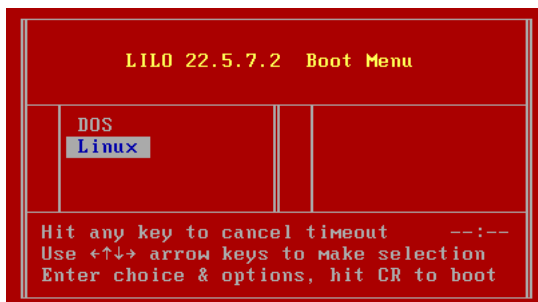 LILO 22.5.7.2  Boot Menu
DOS
Linux
Hit any key to cancel timeout     --:--
Use ←↑↓→ arrow keys to make selection
Enter choice & options, hit CR to boot